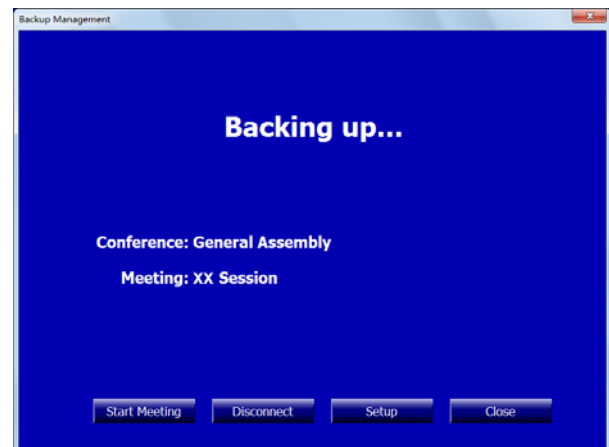 Backup Management
Backing up...
Conference: General Assembly
Meeting: XX Session
Start Meeting Disconnect Setup Close